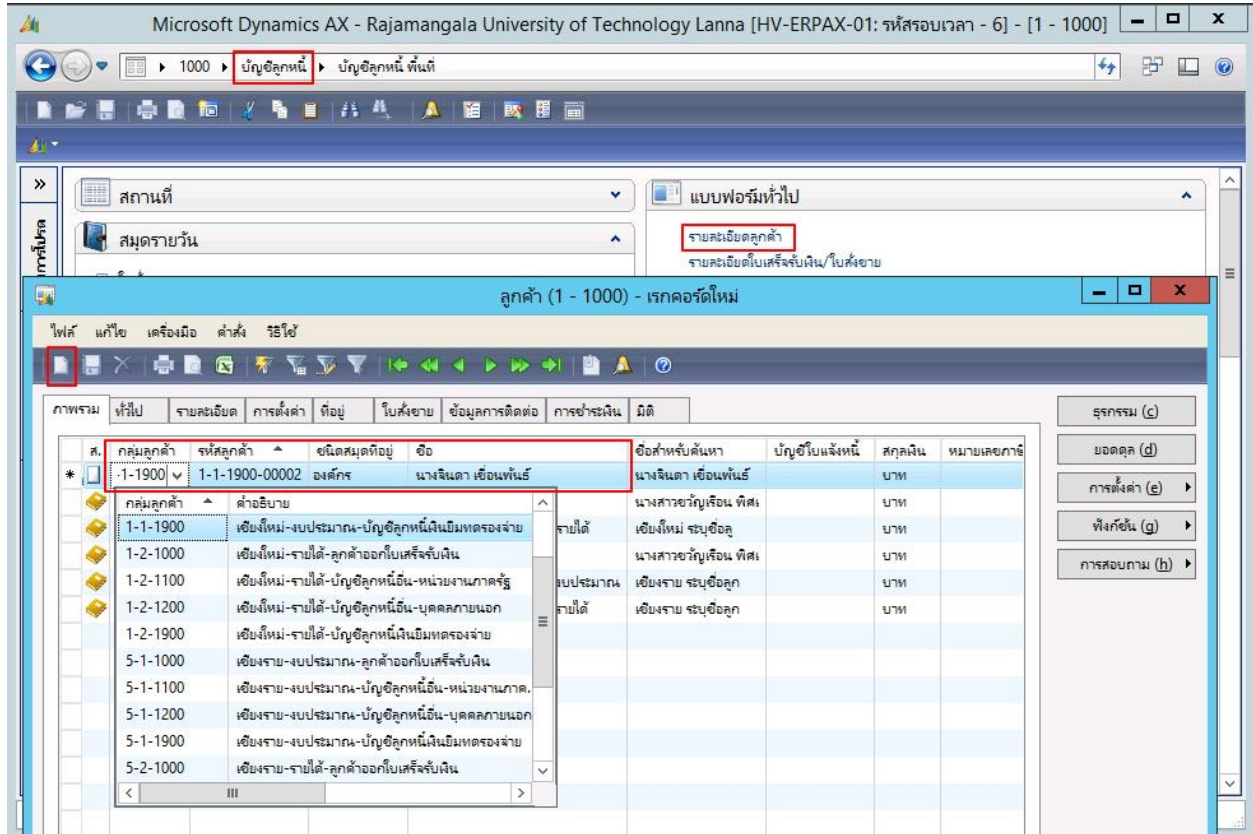 Microsoft Dynamics AX - Rajamangala University of Technology Lanna [HV-ERPAX-01: รหัสรอบเวลา - 6] - [1 - 1000]
1000 บัญชีลูกหนี้ บัญชีลูกหนี้ พื้นที่
สถานที่
แบบฟอร์มทั่วไป
สมุดรายวัน
รายละเอียดลูกค้า
รายละเอียดใบเสร็จรับเงิน/ใบสั่งขาย
ลูกค้า (1 - 1000) - เรกคอร์ดใหม่
ไฟล์ แก้ไข เครื่องมือ คำสั่ง วิธีใช้
ภาพรวม ทั่วไป รายละเอียด การตั้งค่า ที่อยู่ ใบสั่งขาย ข้อมูลการติดต่อ การชำระเงิน มิติ
ธุรกรรม (c)
ยอดดุล (d)
การตั้งค่า (e)
ฟังก์ชั่น (g)
การสอบถาม (h)
ส. กลุ่มลูกค้า รหัสลูกค้า ชนิดสมุดที่อยู่ ชื่อ ชื่อสำหรับค้นหา บัญชีใบแจ้งหนี้ สกุลเงิน หมายเลขภาษี
* -1-1900 1-1-1900-00002 องค์กร นางจินดา เขื่อนพันธ์ นางจินดา เขื่อนพันธ์ บาท
กลุ่มลูกค้า คำอธิบาย นางสาวขวัญเรือน พิศเ บาท
1-1-1900 เชียงใหม่-งบประมาณ-บัญชีลูกหนี้เงินยืมทดรองจ่าย รายได้ เชียงใหม่ ระบุชื่อลู บาท
1-2-1000 เชียงใหม่-รายได้-ลูกค้าออกใบเสร็จรับเงิน นางสาวขวัญเรือน พิศเ บาท
1-2-1100 เชียงใหม่-รายได้-บัญชีลูกหนี้อื่น-หน่วยงานภาครัฐ งบประมาณ เชียงราย ระบุชื่อลูก บาท
1-2-1200 เชียงใหม่-รายได้-บัญชีลูกหนี้อื่น-บุคคลภายนอก รายได้ เชียงราย ระบุชื่อลูก บาท
1-2-1900 เชียงใหม่-รายได้-บัญชีลูกหนี้เงินยืมทดรองจ่าย
5-1-1000 เชียงราย-งบประมาณ-ลูกค้าออกใบเสร็จรับเงิน
5-1-1100 เชียงราย-งบประมาณ-บัญชีลูกหนี้อื่น-หน่วยงานภาค.
5-1-1200 เชียงราย-งบประมาณ-บัญชีลูกหนี้อื่น-บุคคลภายนอก
5-1-1900 เชียงราย-งบประมาณ-บัญชีลูกหนี้เงินยืมทดรองจ่าย
5-2-1000 เชียงราย-รายได้-ลูกค้าออกใบเสร็จรับเงิน